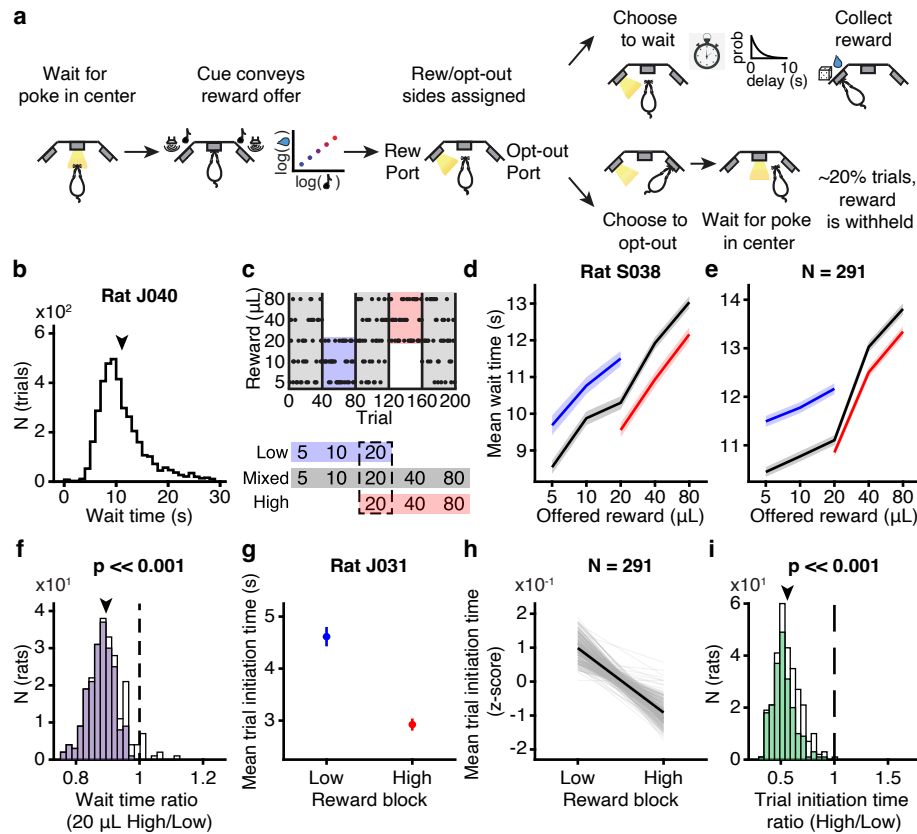 a
Wait for
poke in center
Cue conveys
reward offer
log( )
log( )
Rew/opt-out
sides assigned
Rew
Port
Opt-out
Port
Choose
to wait
prob
0
10
delay (s)
Collect
reward
Choose to
opt-out
Wait for poke
in center
~20% trials,
reward
is withheld
b
Rat J040
x10²
N (trials)
6
4
2
0
0 10 20 30
Wait time (s)
c
Reward (µL)
80
40
20
10
5
0 40 80 120 160 200
Trial
Low 5 10 20
Mixed 5 10 20 40 80
High 20 40 80
d
Rat S038
Mean wait time (s)
13
12
11
10
9
5 10 20 40 80
Offered reward (µL)
e
N = 291
14
13
12
11
5 10 20 40 80
Offered reward (µL)
f
p << 0.001
x10¹
N (rats)
4
3
2
1
0
0.8 1 1.2
Wait time ratio
(20 µL High/Low)
g
Rat J031
Mean trial initiation time (s)
5
4
3
2
Low High
Reward block
h
N = 291
x10⁻¹
Mean trial initiation time
(z-score)
2
1
0
-1
-2
Low High
Reward block
i
p << 0.001
x10¹
N (rats)
6
4
2
0
0.5 1 1.5
Trial initiation time
ratio (High/Low)